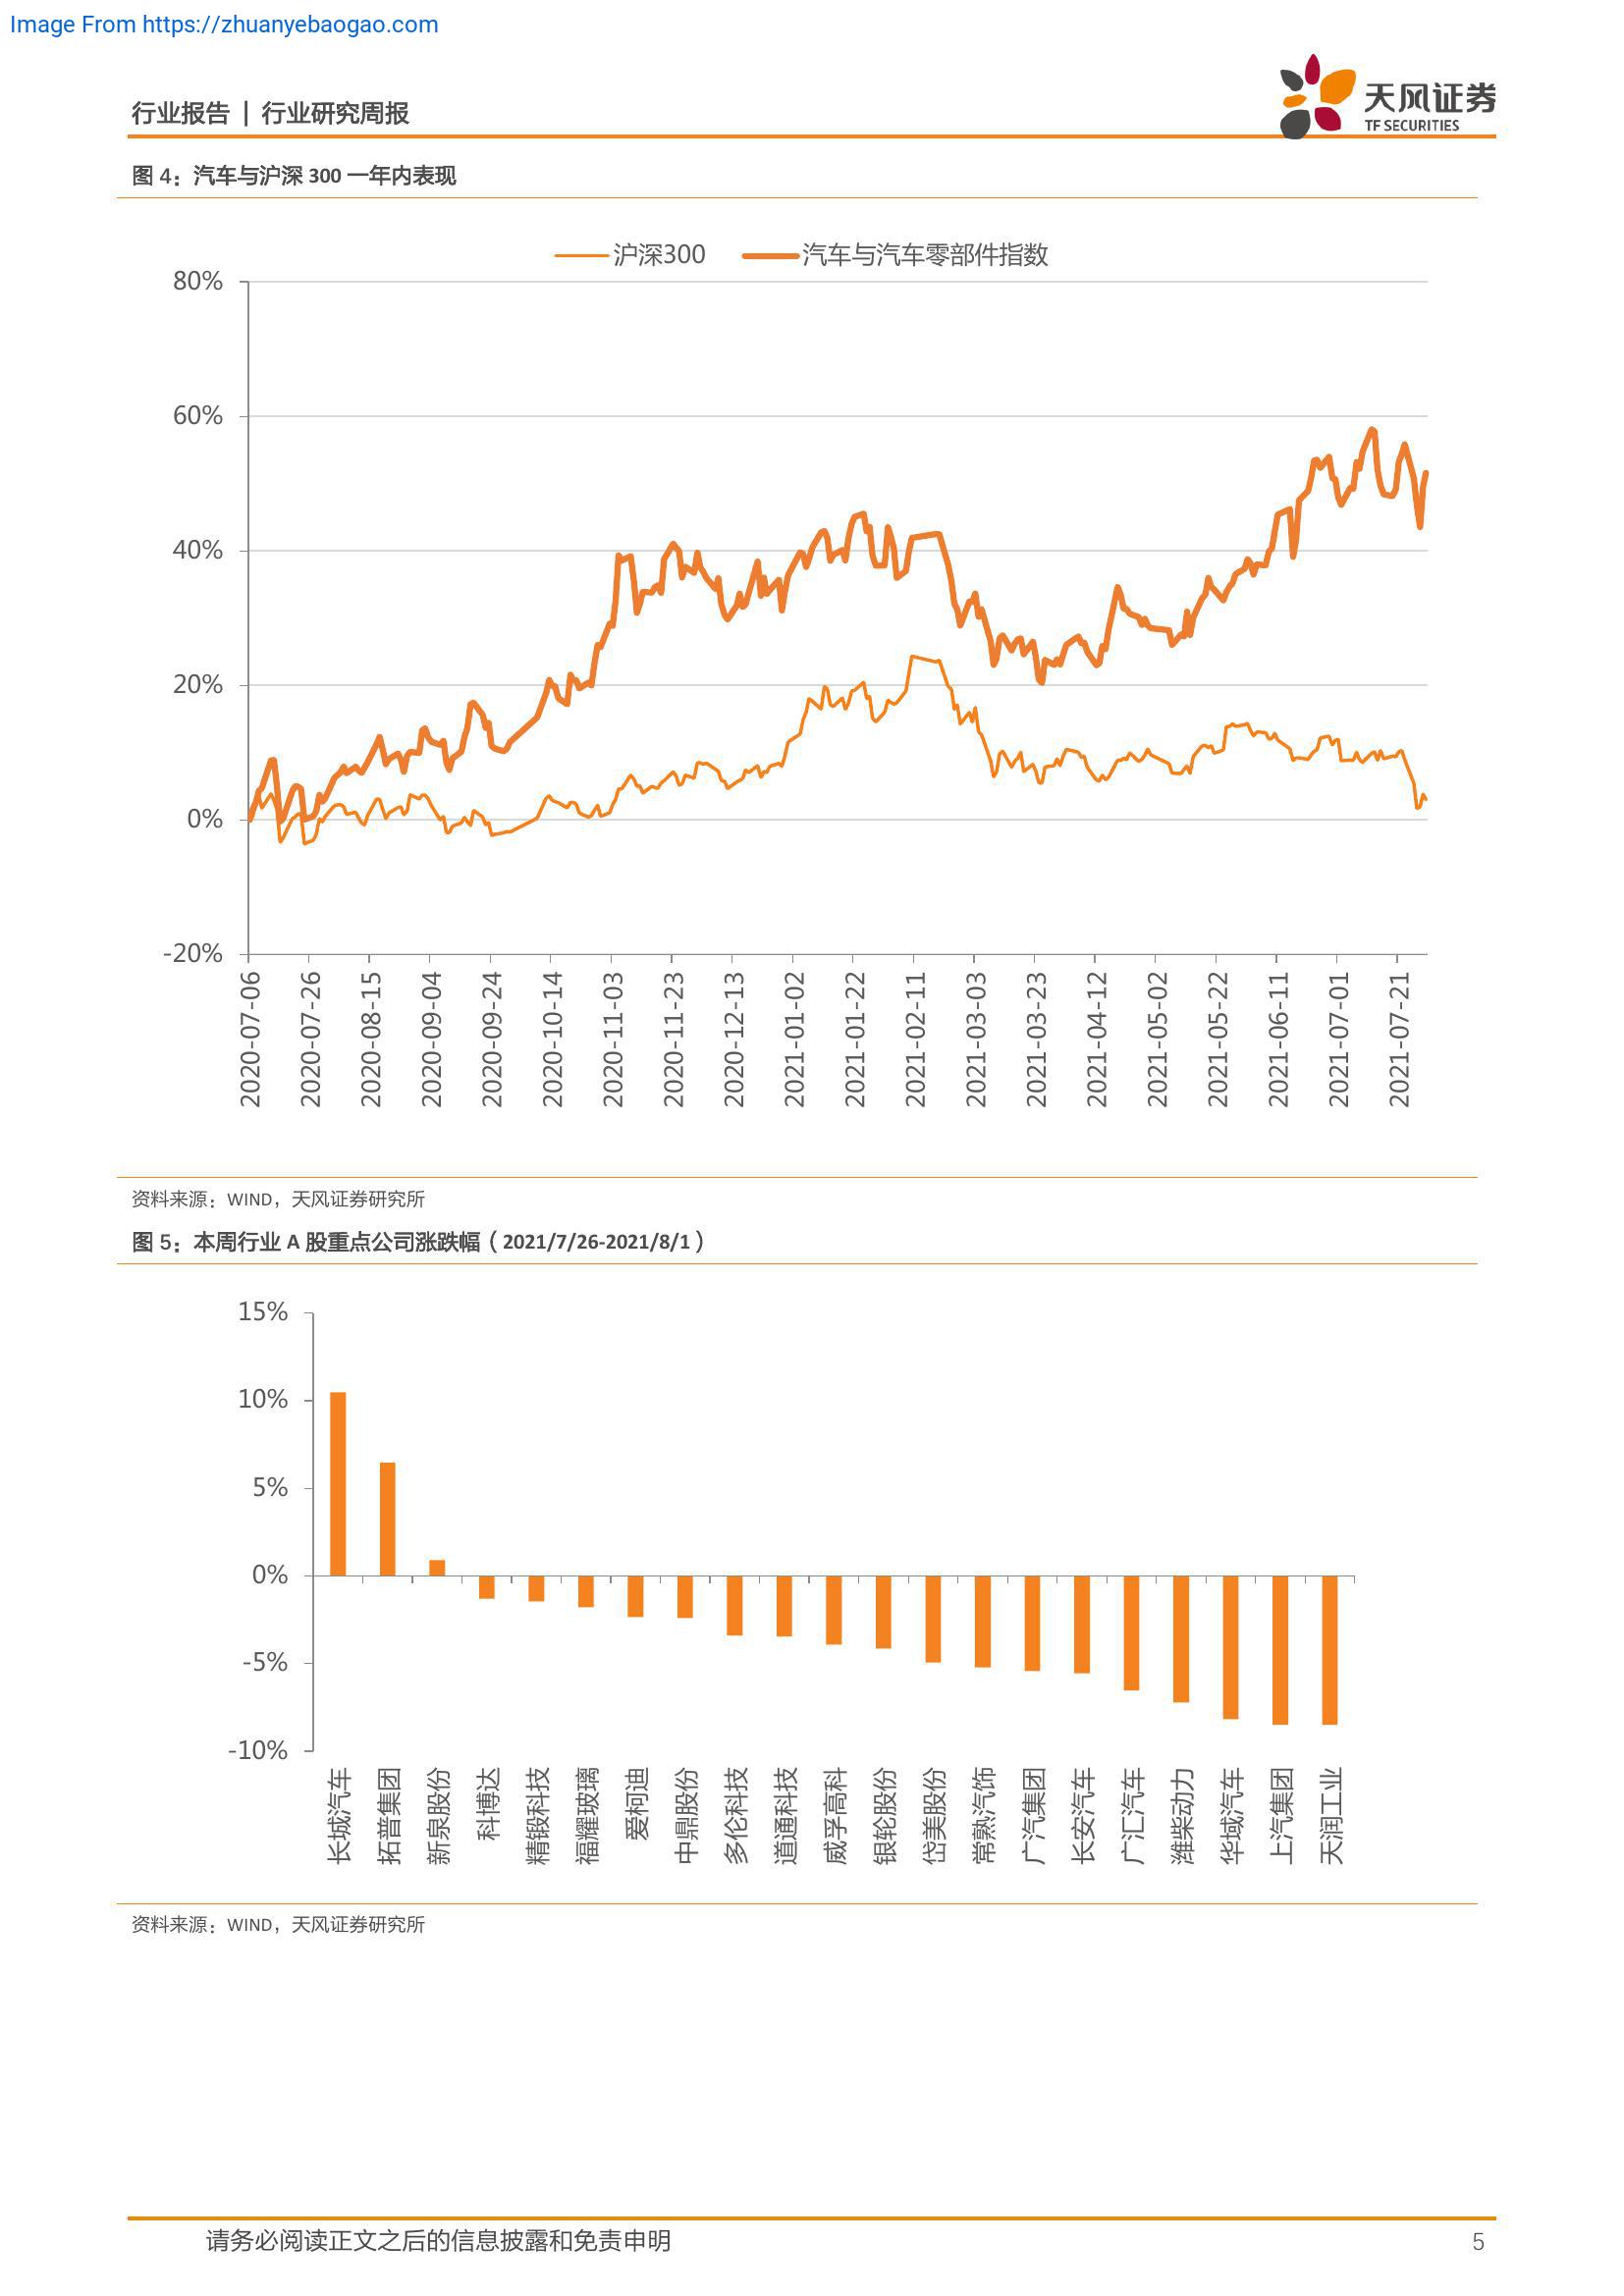 Image From https://zhuanyebaogao.com
行业报告 | 行业研究周报
天风证券
TF SECURITIES
图 4：汽车与沪深 300 一年内表现
沪深300 汽车与汽车零部件指数
80%
60%
40%
20%
0%
-20%
2020-07-06
2020-07-26
2020-08-15
2020-09-04
2020-09-24
2020-10-14
2020-11-03
2020-11-23
2020-12-13
2021-01-02
2021-01-22
2021-02-11
2021-03-03
2021-03-23
2021-04-12
2021-05-02
2021-05-22
2021-06-11
2021-07-01
2021-07-21
资料来源：WIND，天风证券研究所
图 5：本周行业 A 股重点公司涨跌幅（2021/7/26-2021/8/1）
15%
10%
5%
0%
-5%
-10%
长城汽车
拓普集团
新泉股份
科博达
精锻科技
福耀玻璃
爱柯迪
中鼎股份
多伦科技
道通科技
威孚高科
银轮股份
岱美股份
常熟汽饰
广汽集团
长安汽车
广汇汽车
潍柴动力
华域汽车
上汽集团
天润工业
资料来源：WIND，天风证券研究所
请务必阅读正文之后的信息披露和免责申明
5